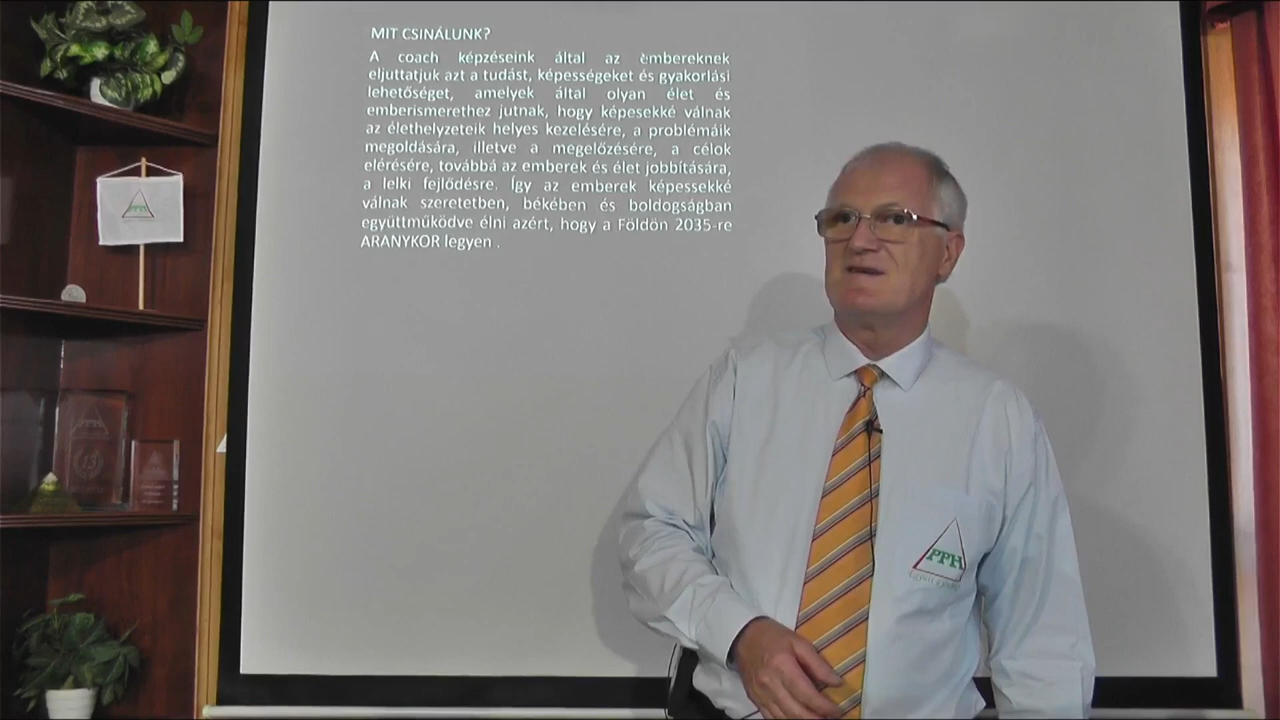 MIT CSINÁLUNK?
A coach képzéseink által az embereknek
eljuttatjuk azt a tudást, képességeket és gyakorlási
lehetőséget, amelyek által olyan élet és
emberismerethez jutnak, hogy képesekké válnak
az élethelyzeteik helyes kezelésére, a problémáik
megoldására, illetve a megelőzésére, a célok
elérésére, továbbá az emberek és élet jobbítására,
a lelki fejlődésre. Így az emberek képessekké
válnak szeretetben, békében és boldogságban
együttműködve élni azért, hogy a Földön 2035-re
ARANYKOR legyen .
PPH
PPH
13